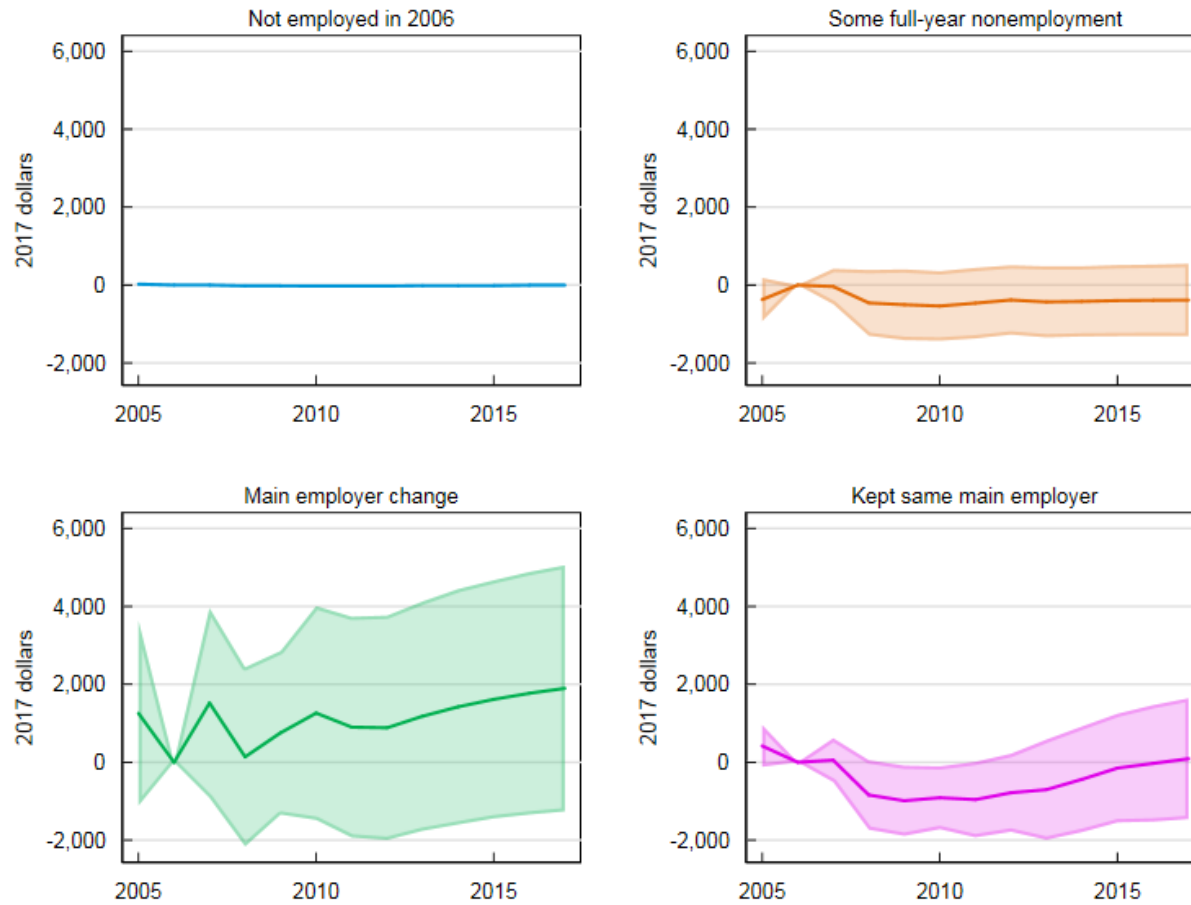 Not employed in 2006
6,000
4,000
2,000
0
-2,000
2017 dollars
2005 2010 2015
Some full-year nonemployment
6,000
4,000
2,000
0
-2,000
2017 dollars
2005 2010 2015
Main employer change
6,000
4,000
2,000
0
-2,000
2017 dollars
2005 2010 2015
Kept same main employer
6,000
4,000
2,000
0
-2,000
2017 dollars
2005 2010 2015